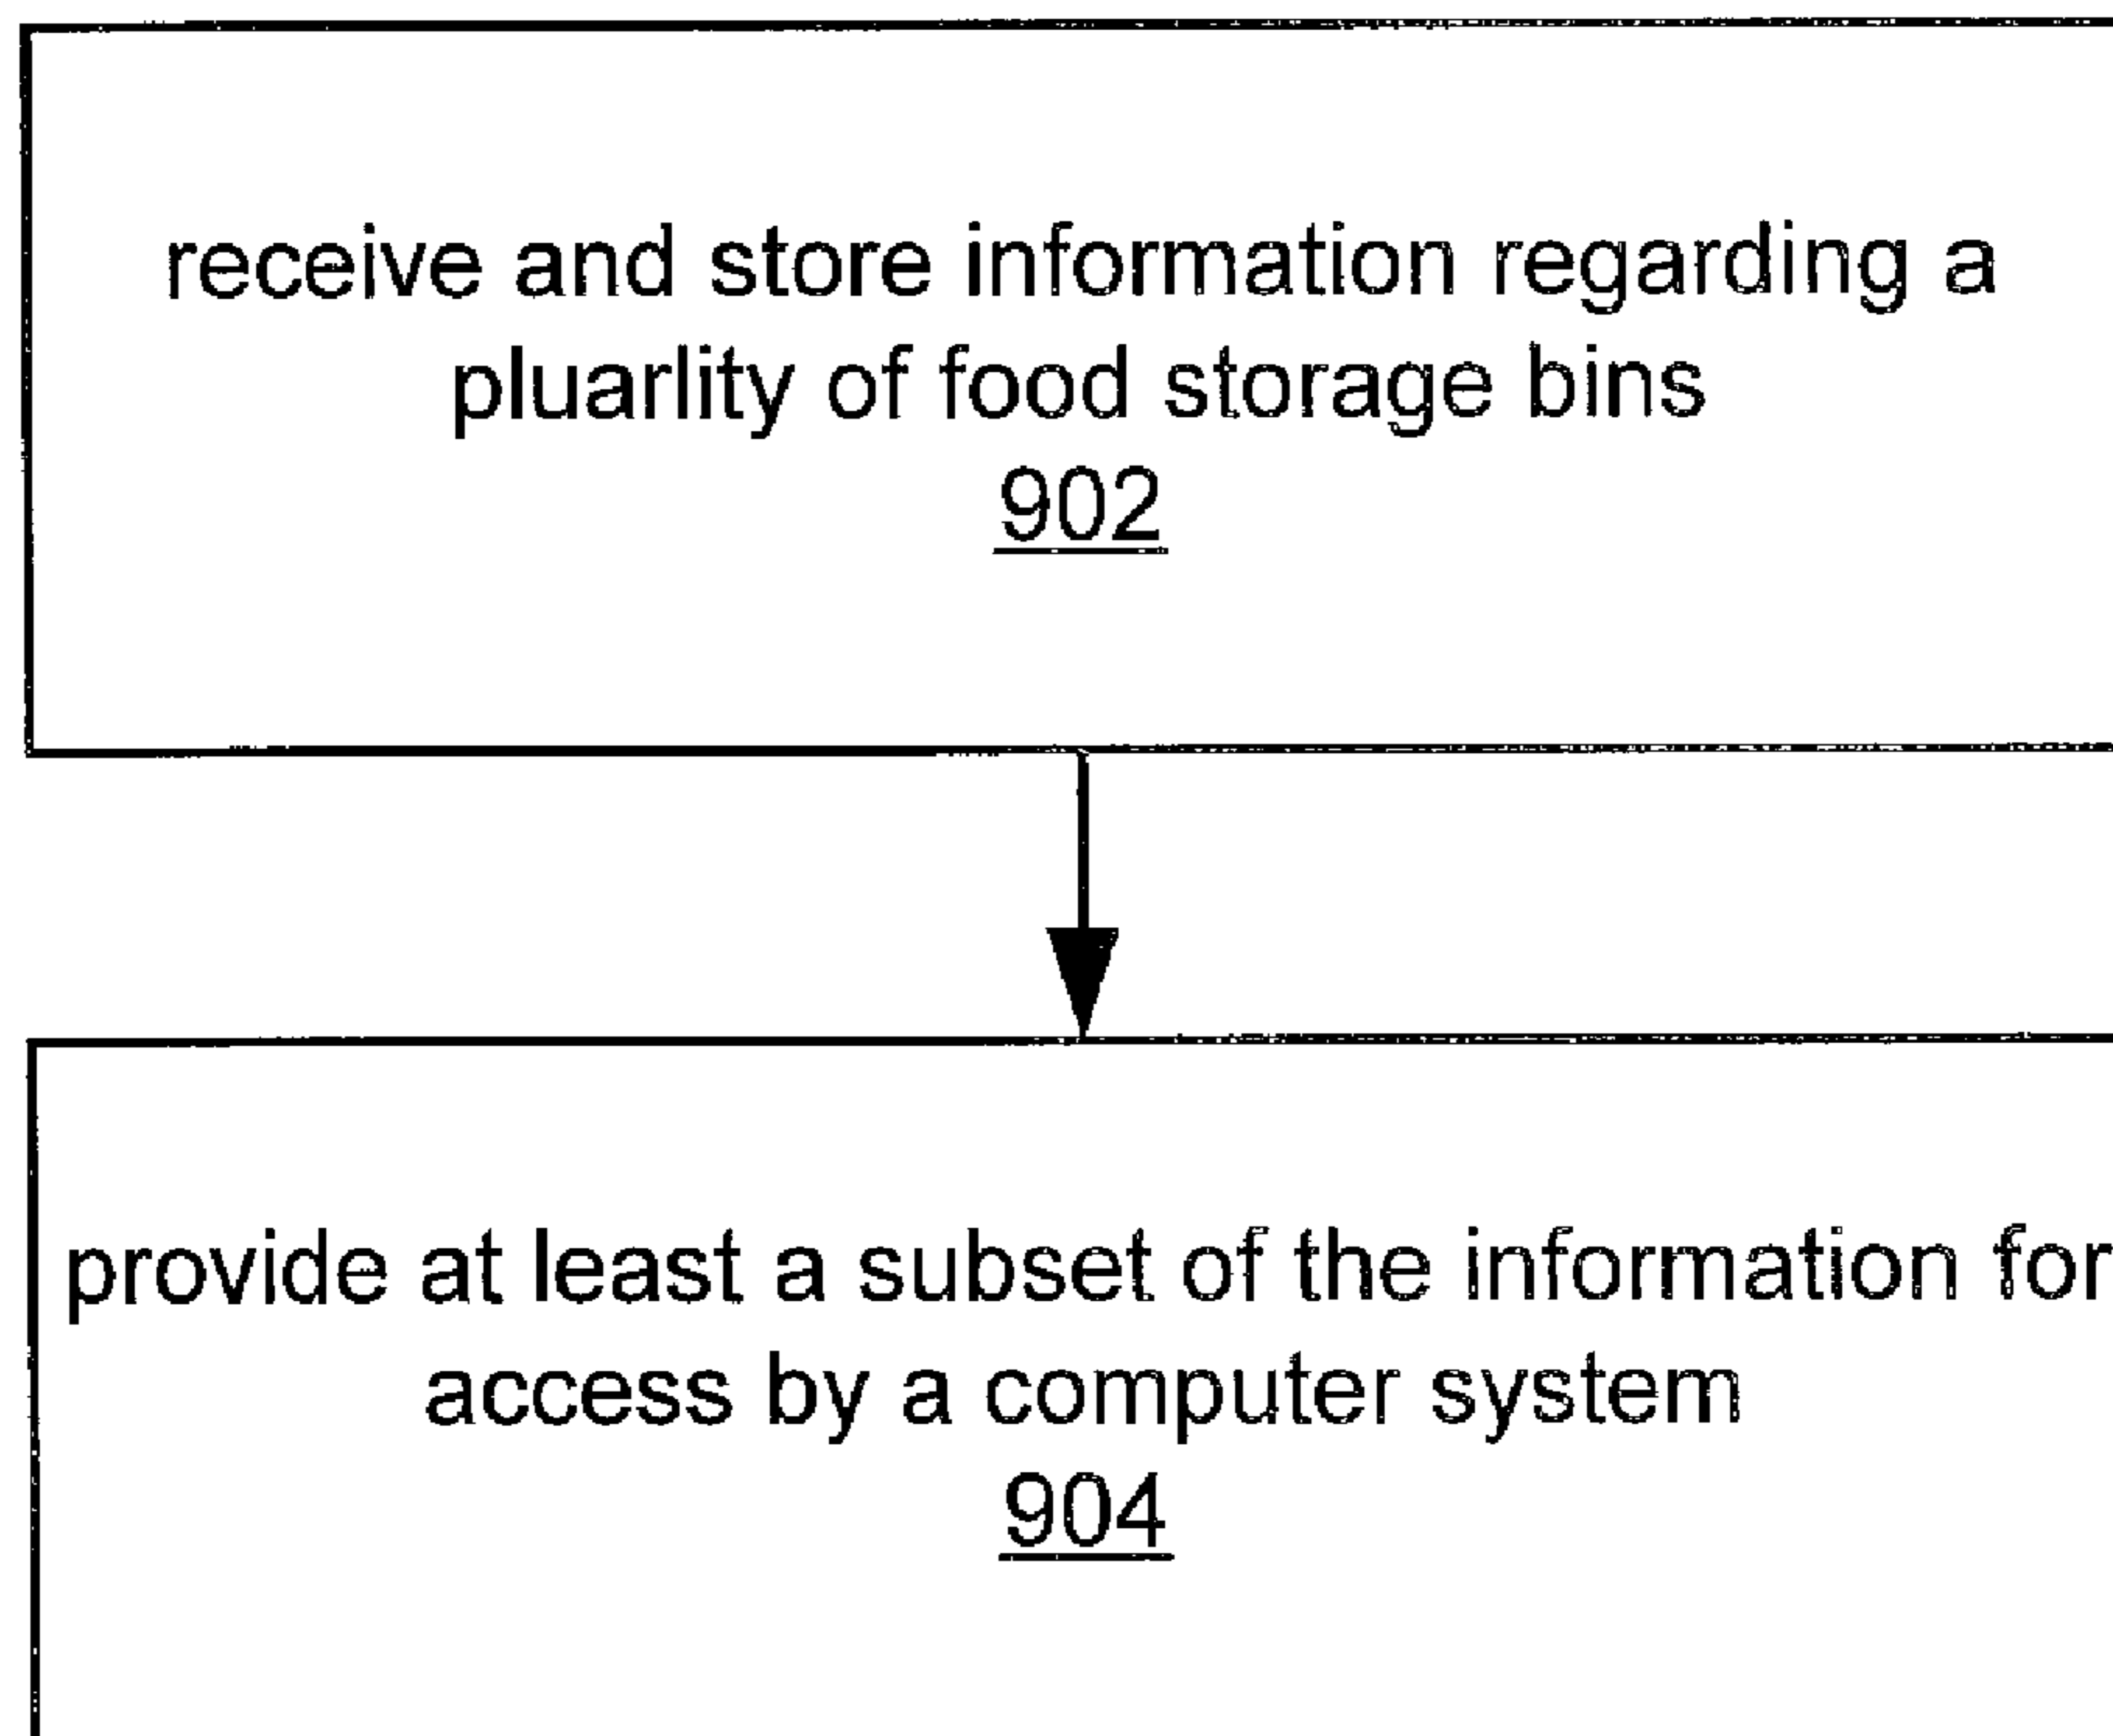 receive and store information regarding a
pluarlity of food storage bins
902
provide at least a subset of the information for
access by a computer system
904